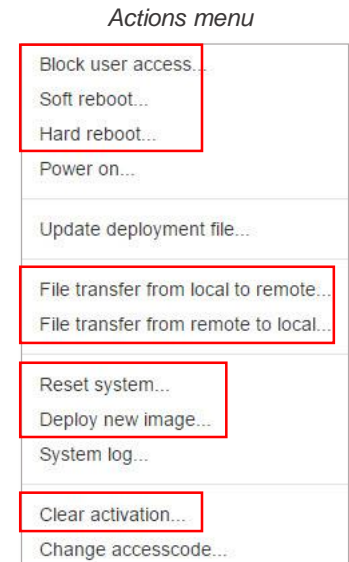 Actions menu
Block user access...
Soft reboot...
Hard reboot...
Power on...
Update deployment file...
File transfer from local to remote...
File transfer from remote to local...
Reset system...
Deploy new image...
System log...
Clear activation...
Change accesscode...